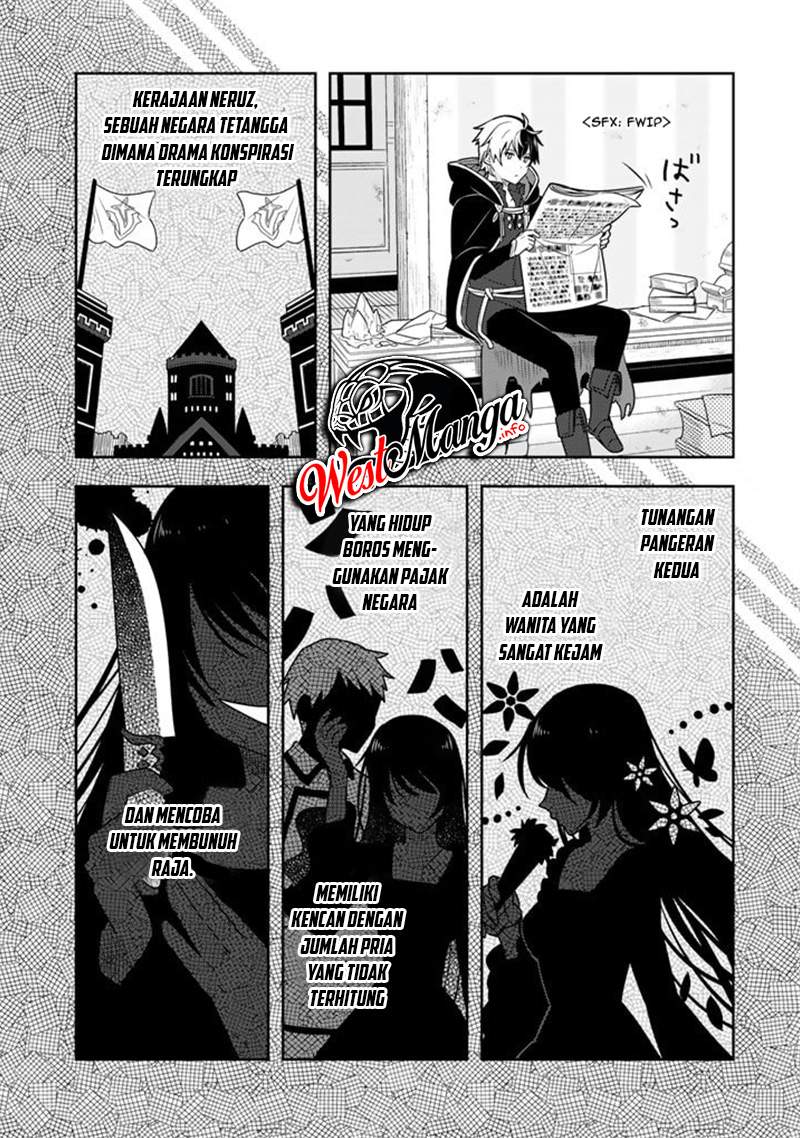 <SFX: FWIP>
ばさっ
KERAJAAN NERUZ,
SEBUAH NEGARA TETANGGA
DIMANA DRAMA KONSPIRASI
TERUNGKAP
WestManga.info
TUNANGAN
PANGERAN
KEDUA
ADALAH
WANITA YANG
SANGAT KEJAM
YANG HIDUP
BOROS MENG-
GUNAKAN PAJAK
NEGARA
MEMILIKI
KENCAN DENGAN
JUMLAH PRIA
YANG TIDAK
TERHITUNG
DAN MENCOBA
UNTUK MEMBUNUH
RAJA.